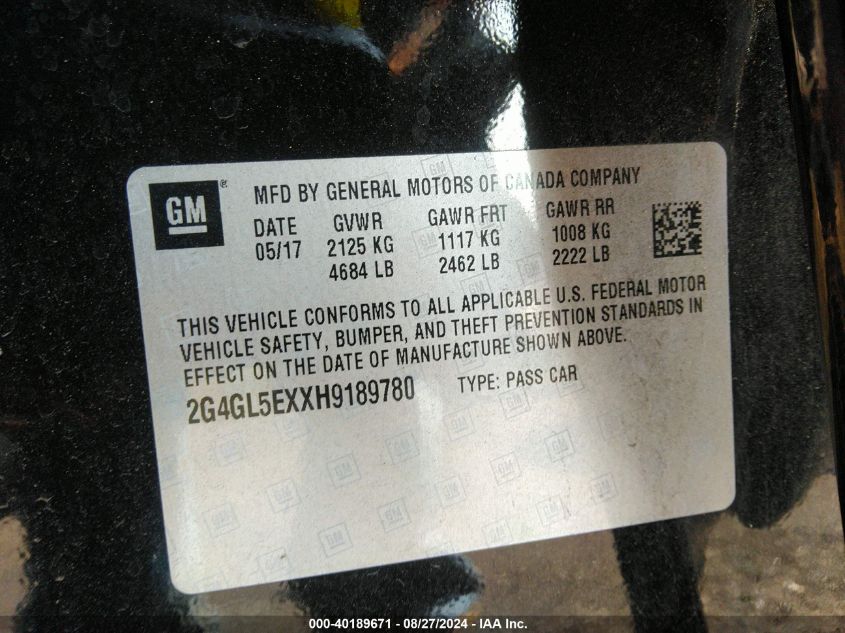 GM ® MFD BY GENERAL MOTORS OF CANADA COMPANY
DATE GVWR GAWR FRT GAWR RR
05/17 2125 KG 1117 KG 1008 KG
4684 LB 2462 LB 2222 LB
THIS VEHICLE CONFORMS TO ALL APPLICABLE U.S. FEDERAL MOTOR
VEHICLE SAFETY, BUMPER, AND THEFT PREVENTION STANDARDS IN
EFFECT ON THE DATE OF MANUFACTURE SHOWN ABOVE.
2G4GL5EXXH9189780 TYPE: PASS CAR
000-40189671 - 08/27/2024 - IAA Inc.